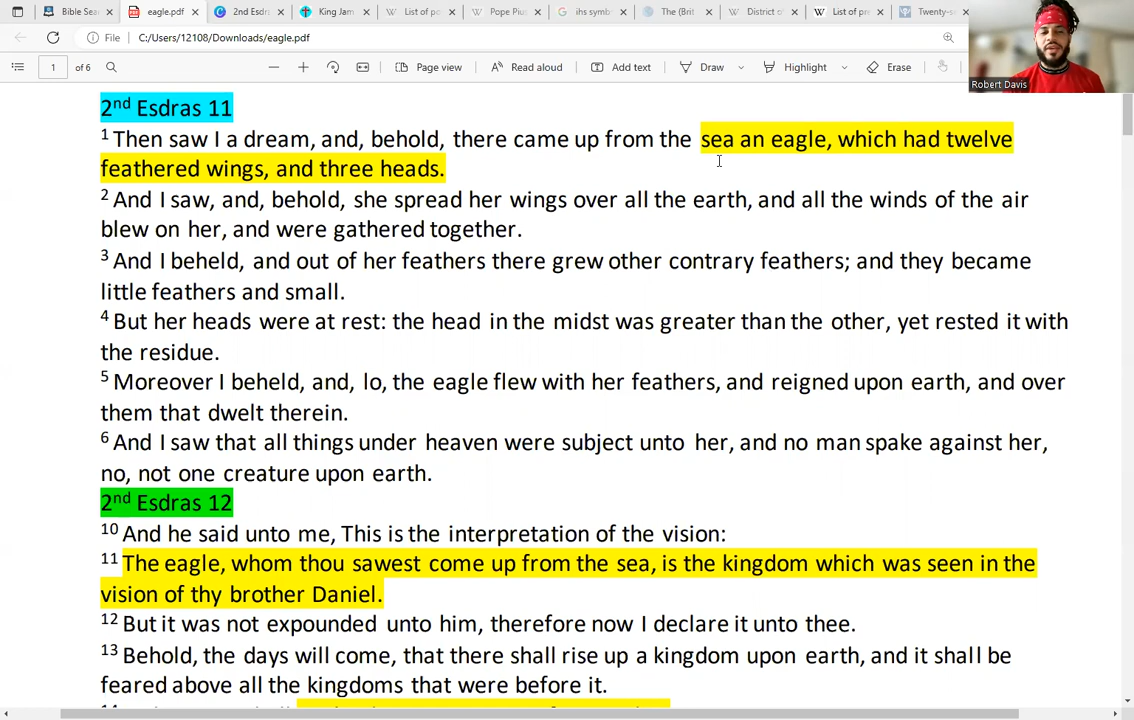 Bible Sea
eagle.pdf
2nd Esdr
King Jam
List of po
Pope Piu
ihs symb
The (Brit
District o
List of pre
Twenty-s
File C:/Users/12108/Downloads/eagle.pdf
1 of 6 Page view Read aloud Add text Draw Highlight Erase
Robert Davis
2nd Esdras 11
1 Then saw I a dream, and, behold, there came up from the sea an eagle, which had twelve
feathered wings, and three heads.
2 And I saw, and, behold, she spread her wings over all the earth, and all the winds of the air
blew on her, and were gathered together.
3 And I beheld, and out of her feathers there grew other contrary feathers; and they became
little feathers and small.
4 But her heads were at rest: the head in the midst was greater than the other, yet rested it with
the residue.
5 Moreover I beheld, and, lo, the eagle flew with her feathers, and reigned upon earth, and over
them that dwelt therein.
6 And I saw that all things under heaven were subject unto her, and no man spake against her,
no, not one creature upon earth.
2nd Esdras 12
10 And he said unto me, This is the interpretation of the vision:
11 The eagle, whom thou sawest come up from the sea, is the kingdom which was seen in the
vision of thy brother Daniel.
12 But it was not expounded unto him, therefore now I declare it unto thee.
13 Behold, the days will come, that there shall rise up a kingdom upon earth, and it shall be
feared above all the kingdoms that were before it.